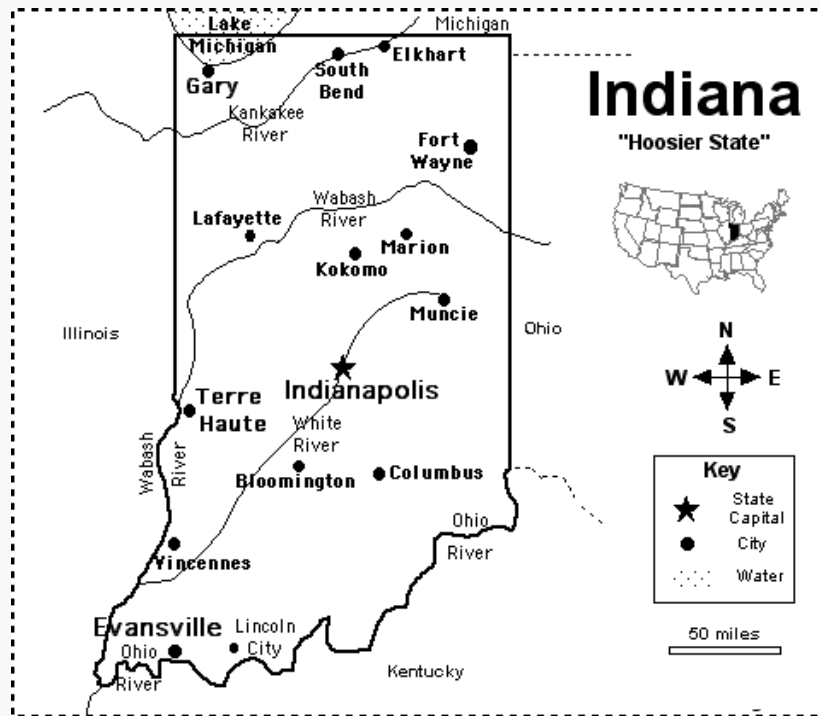 Lake
Michigan
Michigan
Gary
South
Bend
Elkhart
Kankakee
River
Indiana
"Hoosier State"
Fort
Wayne
Wabash
River
Lafayette
Marion
Kokomo
Muncie
Illinois
Ohio
N
W
E
S
Indianapolis
Terre
Haute
White
River
Wabash
River
Bloomington
Columbus
Key
State
Capital
City
Water
Ohio
River
Vincennes
Evansville
Lincoln
City
Ohio
River
Kentucky
50 miles